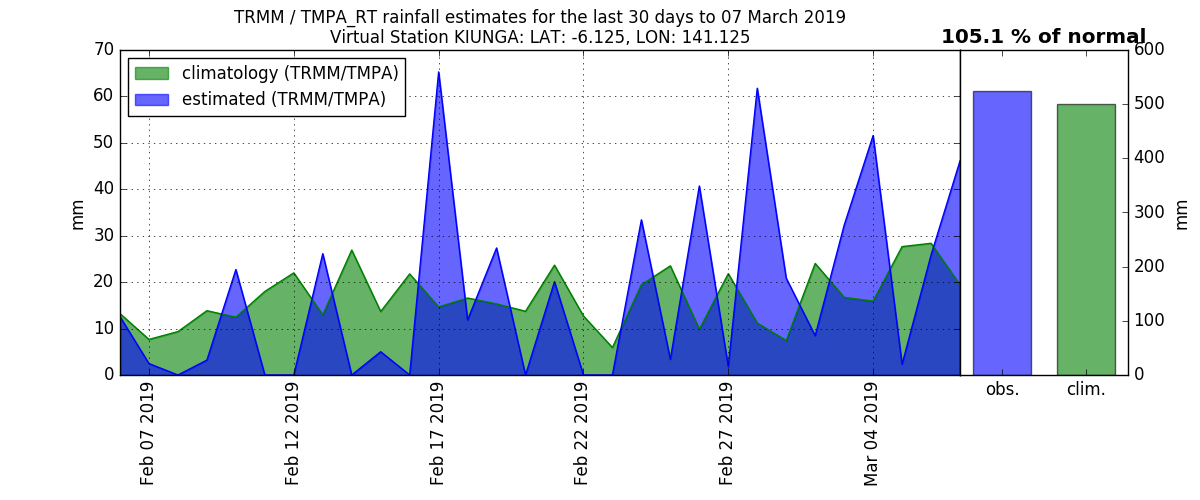 TRMM / TMPA_RT rainfall estimates for the last 30 days to 07 March 2019
Virtual Station KIUNGA: LAT: -6.125, LON: 141.125
105.1 % of normal
climatology (TRMM/TMPA)
estimated (TRMM/TMPA)
70
60
50
40
30
20
10
0
mm
Feb 07 2019
Feb 12 2019
Feb 17 2019
Feb 22 2019
Feb 27 2019
Mar 04 2019
600
500
400
300
200
100
0
mm
obs.
clim.